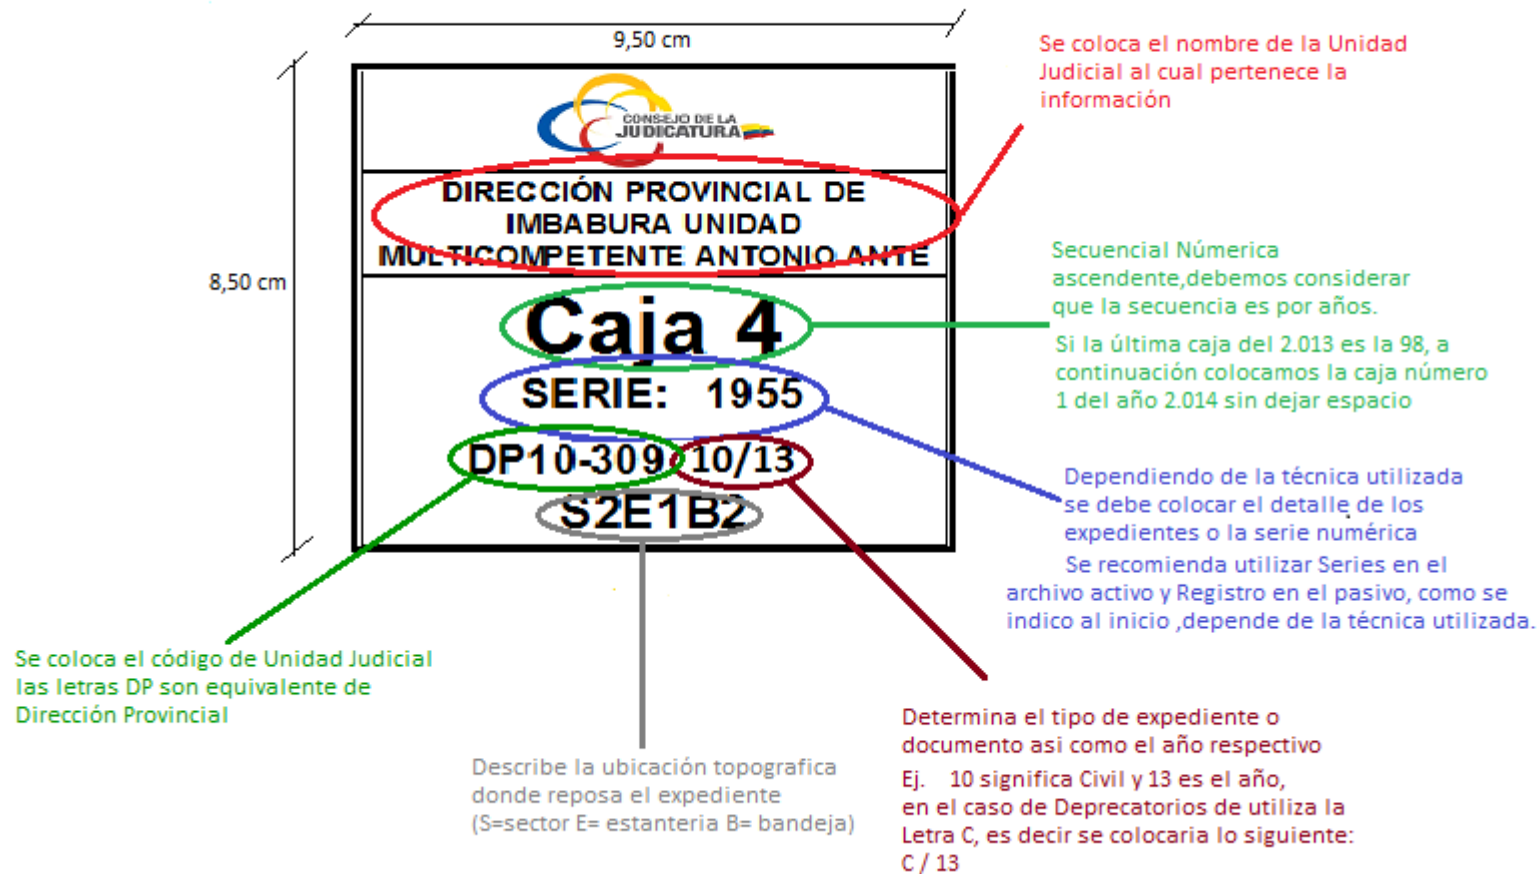 9,50 cm
8,50 cm
CONSEJO DE LA
JUDICATURA
DIRECCIÓN PROVINCIAL DE
IMBABURA UNIDAD
MULTICOMPETENTE ANTONIO ANTE
Caja 4
SERIE: 1955
DP10-309 10/13
S2E1B2
Se coloca el nombre de la Unidad
Judicial al cual pertenece la
información
Secuencial Númerica
ascendente,debemos considerar
que la secuencia es por años.
Si la última caja del 2.013 es la 98, a
continuación colocamos la caja número
1 del año 2.014 sin dejar espacio
Dependiendo de la técnica utilizada
se debe colocar el detalle de los
expedientes o la serie numérica
Se recomienda utilizar Series en el
archivo activo y Registro en el pasivo, como se
indico al inicio ,depende de la técnica utilizada.
Se coloca el código de Unidad Judicial
las letras DP son equivalente de
Dirección Provincial
Describe la ubicación topografica
donde reposa el expediente
(S=sector E= estanteria B= bandeja)
Determina el tipo de expediente o
documento asi como el año respectivo
Ej. 10 significa Civil y 13 es el año,
en el caso de Deprecatorios de utiliza la
Letra C, es decir se colocaria lo siguiente:
C / 13